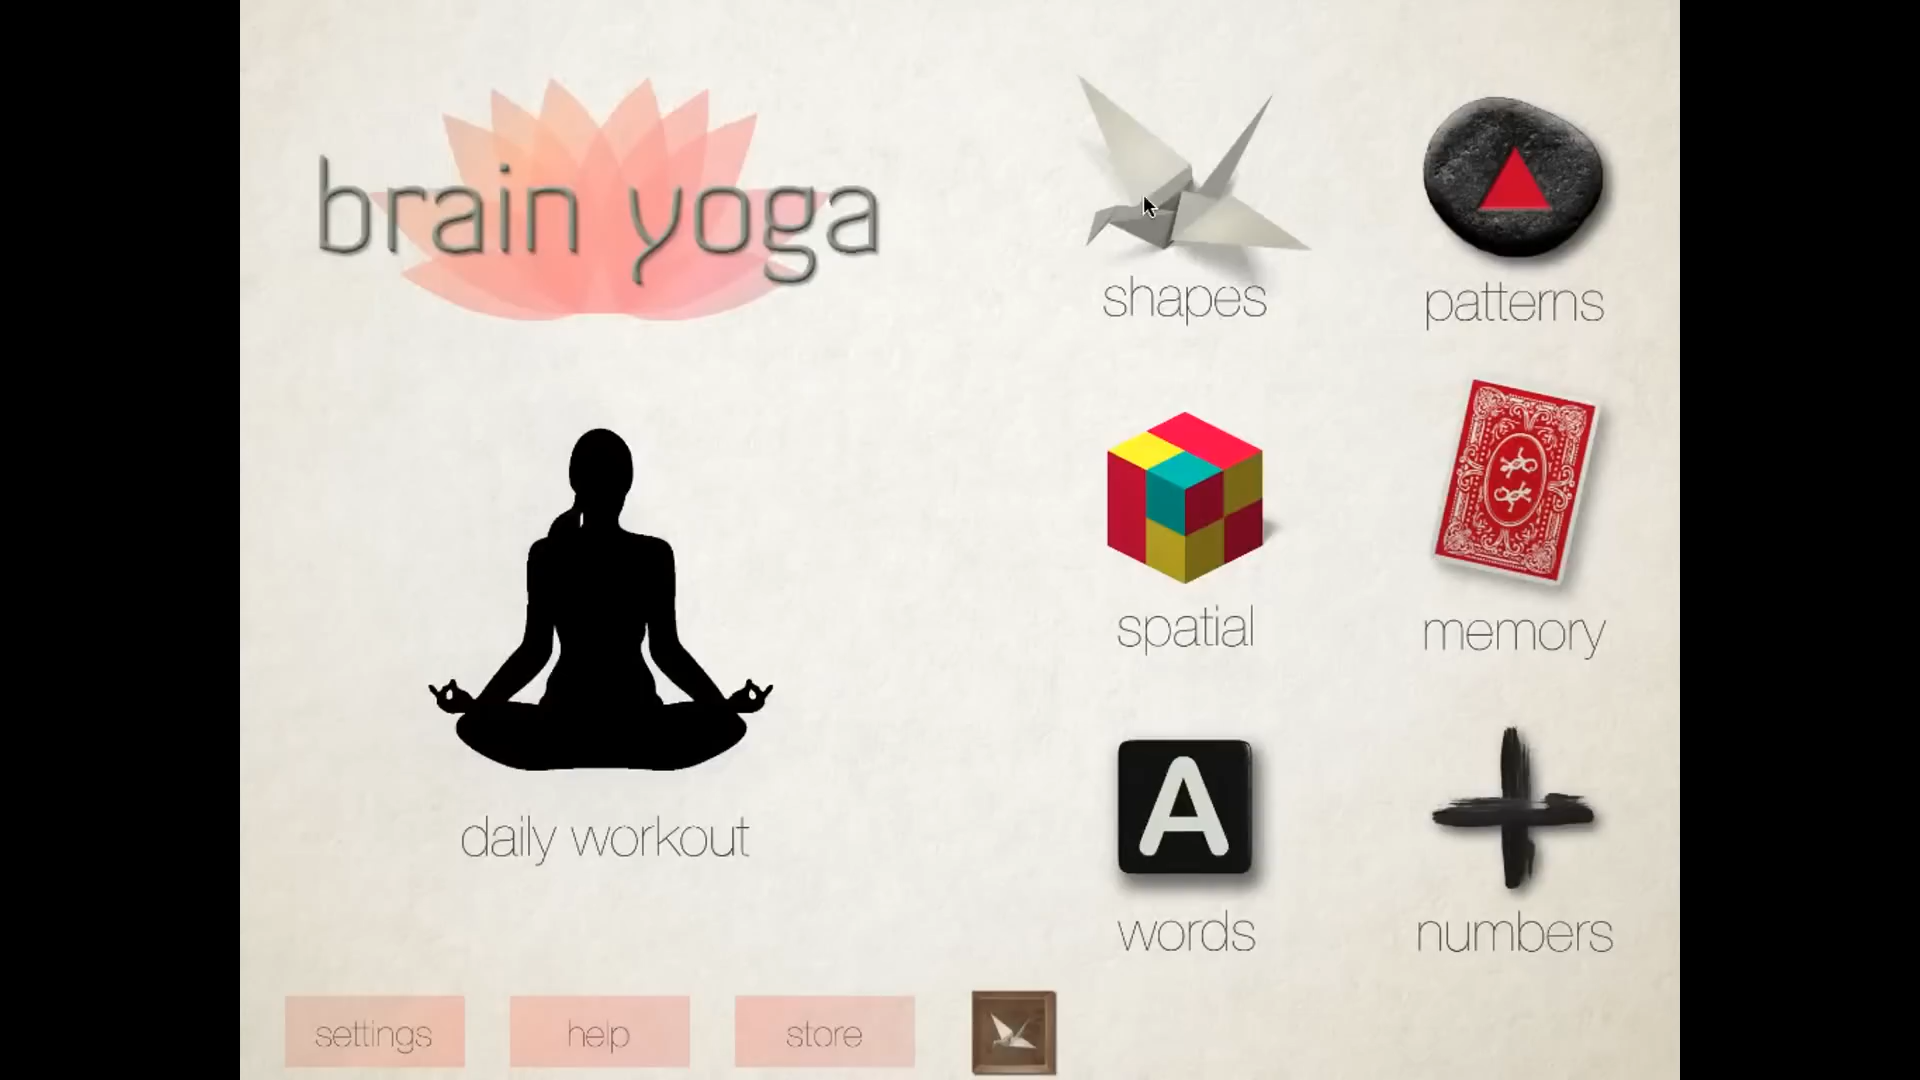 brain yoga
shapes
patterns
spatial
memory
daily workout
A
words
numbers
settings
help
store